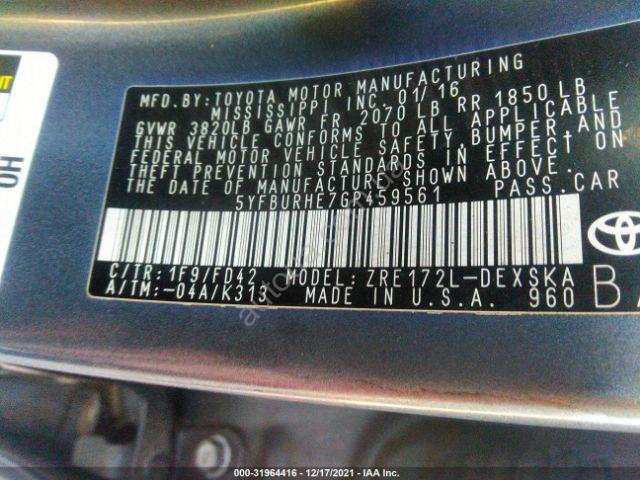 MFD.BY: TOYOTA MOTOR MANUFACTURING
MISSISSIPPI INC. 01/16
GVWR 3820LB GAWR FR 2070 LB RR 1850 LB
THIS VEHICLE CONFORMS TO ALL APPLICABLE
FEDERAL MOTOR VEHICLE SAFETY, BUMPER, AND
THEFT PREVENTION STANDARDS IN EFFECT ON
THE DATE OF MANUFACTURE SHOWN ABOVE.
5YFBURHE7GP459561 PASS.CAR
C/TR: 1F9/FD42 MODEL: ZRE172L-DEXSKA
A/TM: -04A/K313 MADE IN U.S.A. 960
TOYOTA
HO
000-31964416 - 12/17/2021 - IAA Inc.